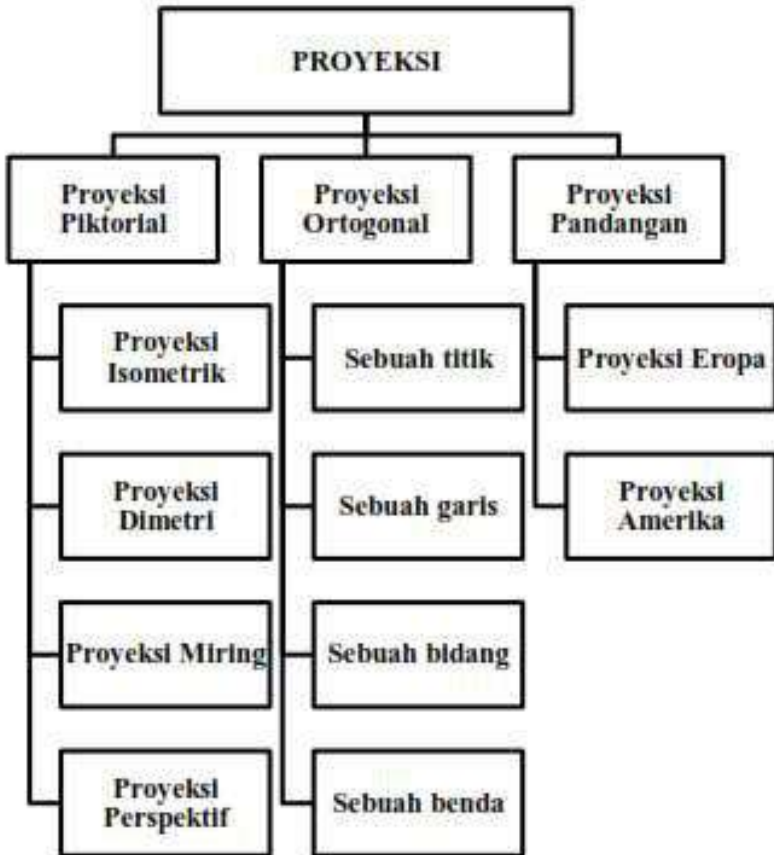 PROYEKSI
Proyeksi
Piktorial
Proyeksi
Ortogonal
Proyeksi
Pandangan
Proyeksi
Isometrik
Proyeksi
Dimetri
Proyeksi Miring
Proyeksi
Perspektif
Sebuah titik
Sebuah garis
Sebuah bidang
Sebuah benda
Proyeksi Eropa
Proyeksi
Amerika